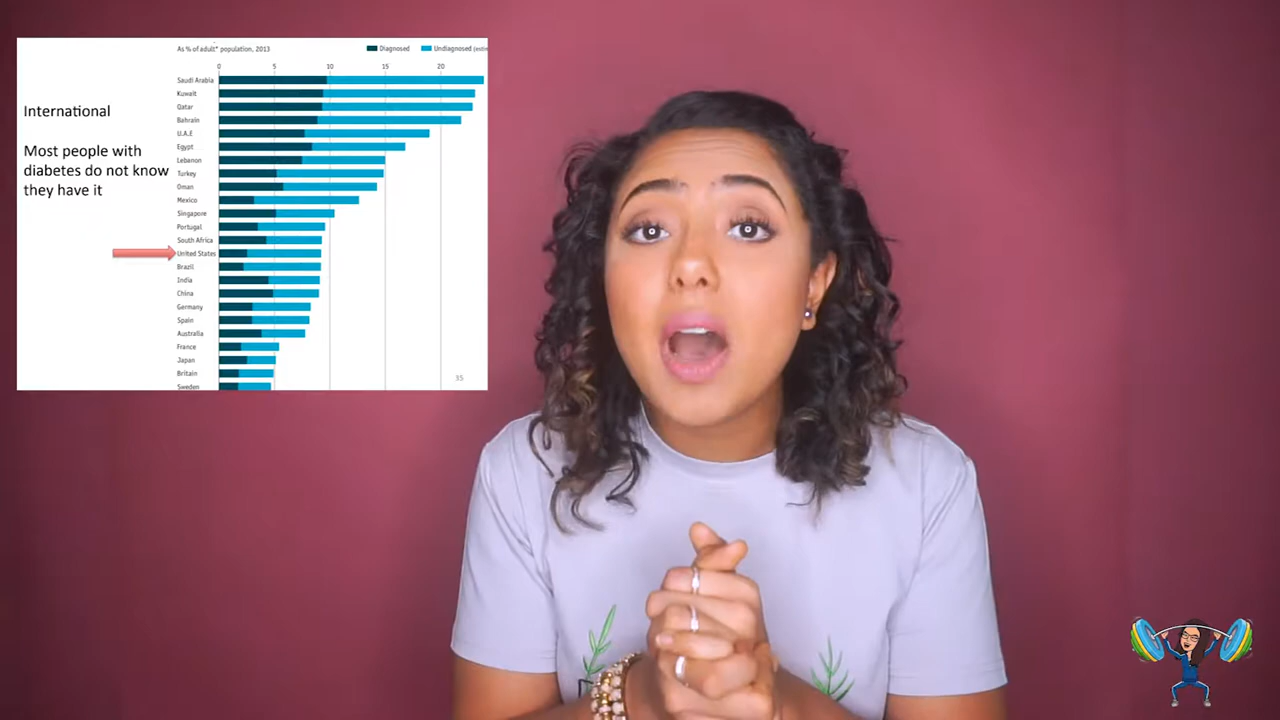 As % of adult* population, 2013
Diagnosed
Undiagnosed
0 5 10 15 20
International
Most people with
diabetes do not know
they have it
Saudi Arabia
Kuwait
Qatar
Bahrain
U.A.E
Egypt
Lebanon
Turkey
Oman
Mexico
Singapore
Portugal
South Africa
United States
Brazil
India
China
Germany
Spain
Australia
France
Japan
Britain
Sweden
35